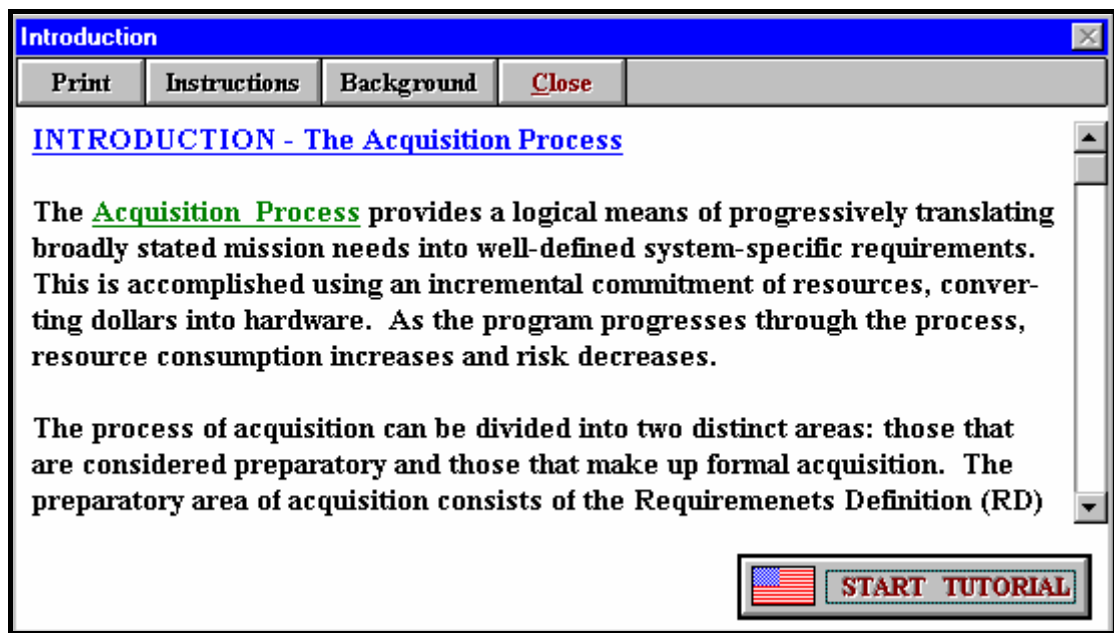 Introduction
Print Instructions Background Close
INTRODUCTION - The Acquisition Process
The Acquisition Process provides a logical means of progressively translating
broadly stated mission needs into well-defined system-specific requirements.
This is accomplished using an incremental commitment of resources, conver-
ting dollars into hardware. As the program progresses through the process,
resource consumption increases and risk decreases.
The process of acquisition can be divided into two distinct areas: those that
are considered preparatory and those that make up formal acquisition. The
preparatory area of acquisition consists of the Requiremenets Definition (RD)
START TUTORIAL